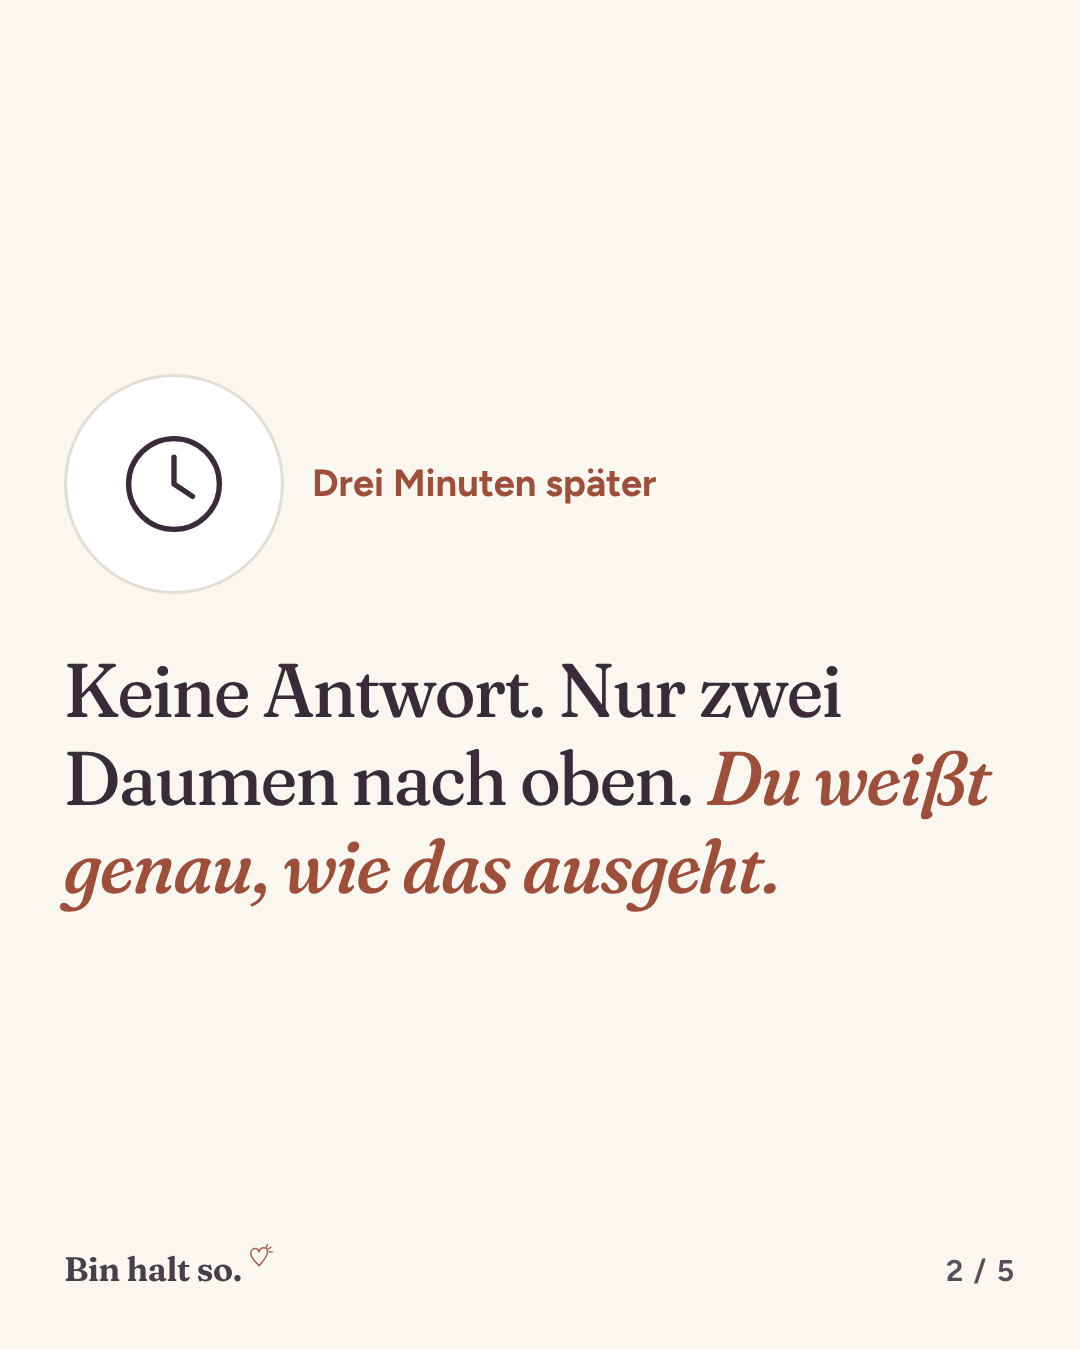 Drei Minuten später
Keine Antwort. Nur zwei
Daumen nach oben. Du weißt
genau, wie das ausgeht.
Bin halt so.
2 / 5